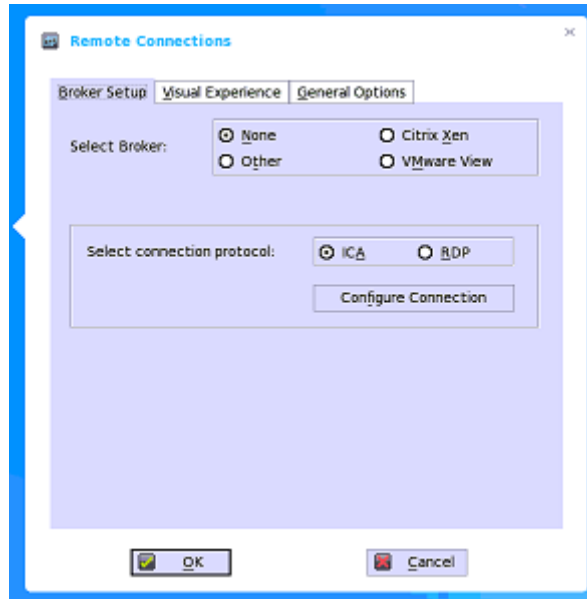 Remote Connections
Broker Setup Visual Experience General Options
Select Broker: None Citrix Xen
Other VMware View
Select connection protocol: ICA RDP
Configure Connection
OK Cancel